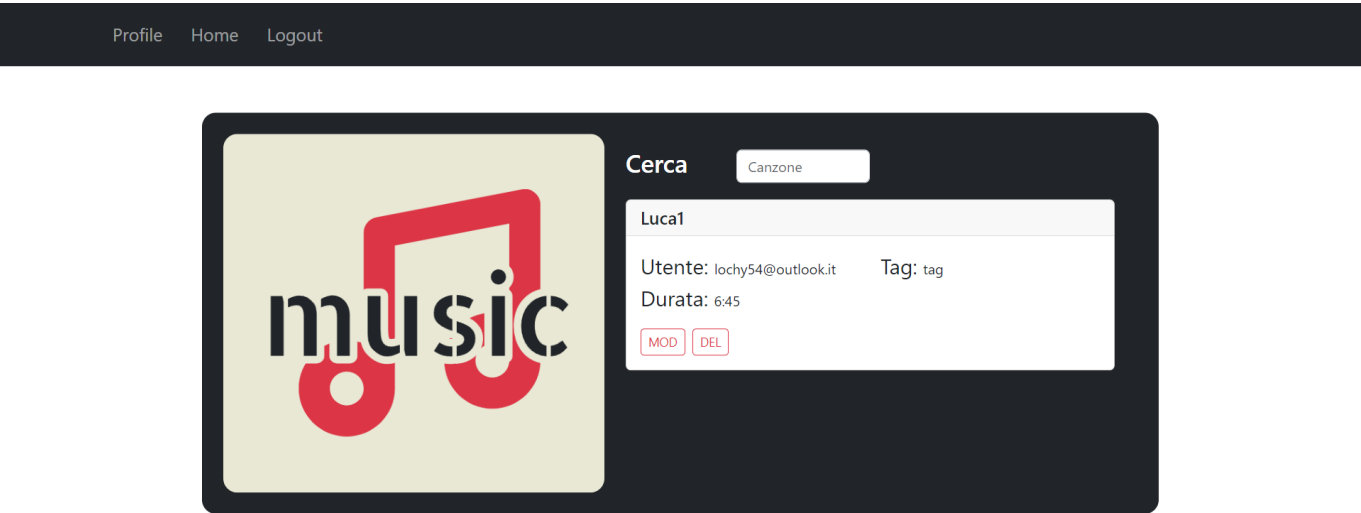 Profile Home Logout
music
Cerca Canzone
Luca1
Utente: lochy54@outlook.it Tag: tag
Durata: 6:45
MOD DEL